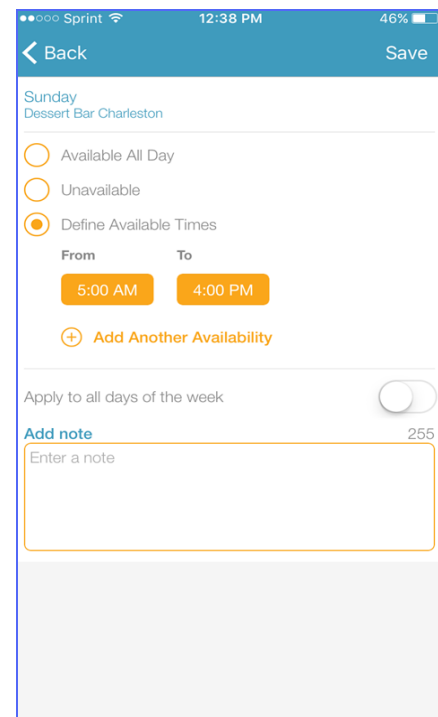 Sprint 12:38 PM 46%
Back Save
Sunday
Dessert Bar Charleston
Available All Day
Unavailable
Define Available Times
From To
5:00 AM 4:00 PM
Add Another Availability
Apply to all days of the week
Add note 255
Enter a note